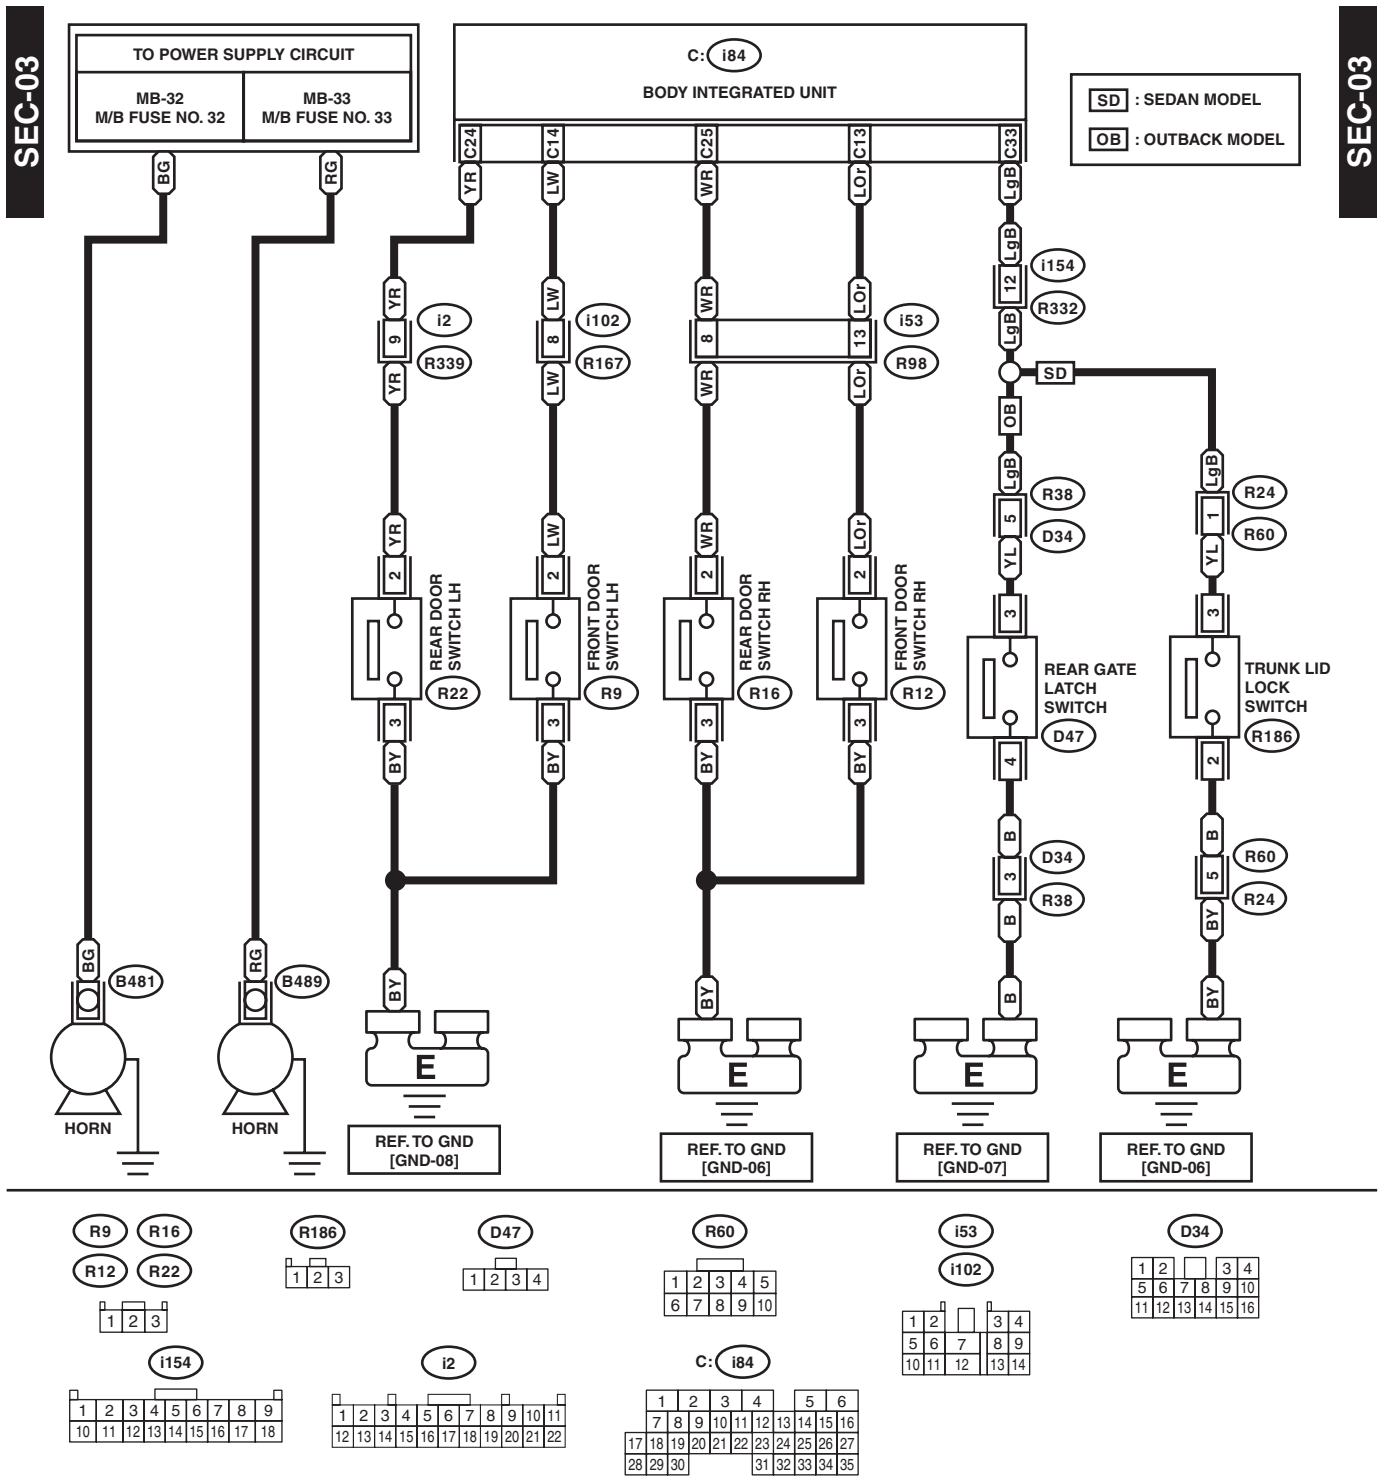 SEC-03
SEC-03
TO POWER SUPPLY CIRCUIT
MB-32
M/B FUSE NO. 32
MB-33
M/B FUSE NO. 33
C: i84
BODY INTEGRATED UNIT
SD : SEDAN MODEL
OB : OUTBACK MODEL
C24 C14 C25 C13 C33
BG RG YR LW WR LOr LgB
LgB
i154
12
R332
LgB
YR LW WR LOr
i2 i102 i53
9 8 8 13
R339 R167 R98
YR LW WR LOr
SD
OB
LgB LgB
R38 R24
5 1
D34 R60
YL YL
YR LW WR LOr
2 2 2 2
3 3
REAR DOOR
SWITCH LH
R22
FRONT DOOR
SWITCH LH
R9
REAR DOOR
SWITCH RH
R16
FRONT DOOR
SWITCH RH
R12
REAR GATE
LATCH
SWITCH
D47
TRUNK LID
LOCK
SWITCH
R186
3 3 3 3
4 2
BY BY BY BY
B B
D34 R60
3 5
R38 R24
B BY
BG RG
B481 B489
BY BY B BY
E E E E
HORN HORN
REF. TO GND
[GND-08]
REF. TO GND
[GND-06]
REF. TO GND
[GND-07]
REF. TO GND
[GND-06]
R9 R16
R12 R22
1 2 3
R186
1 2 3
D47
1 2 3 4
R60
1 2 3 4 5
6 7 8 9 10
i53
i102
1 2 3 4
5 6 7 8 9
10 11 12 13 14
D34
1 2 3 4
5 6 7 8 9 10
11 12 13 14 15 16
i154
1 2 3 4 5 6 7 8 9
10 11 12 13 14 15 16 17 18
i2
1 2 3 4 5 6 7 8 9 10 11
12 13 14 15 16 17 18 19 20 21 22
C: i84
1 2 3 4 5 6
7 8 9 10 11 12 13 14 15 16
17 18 19 20 21 22 23 24 25 26 27
28 29 30 31 32 33 34 35